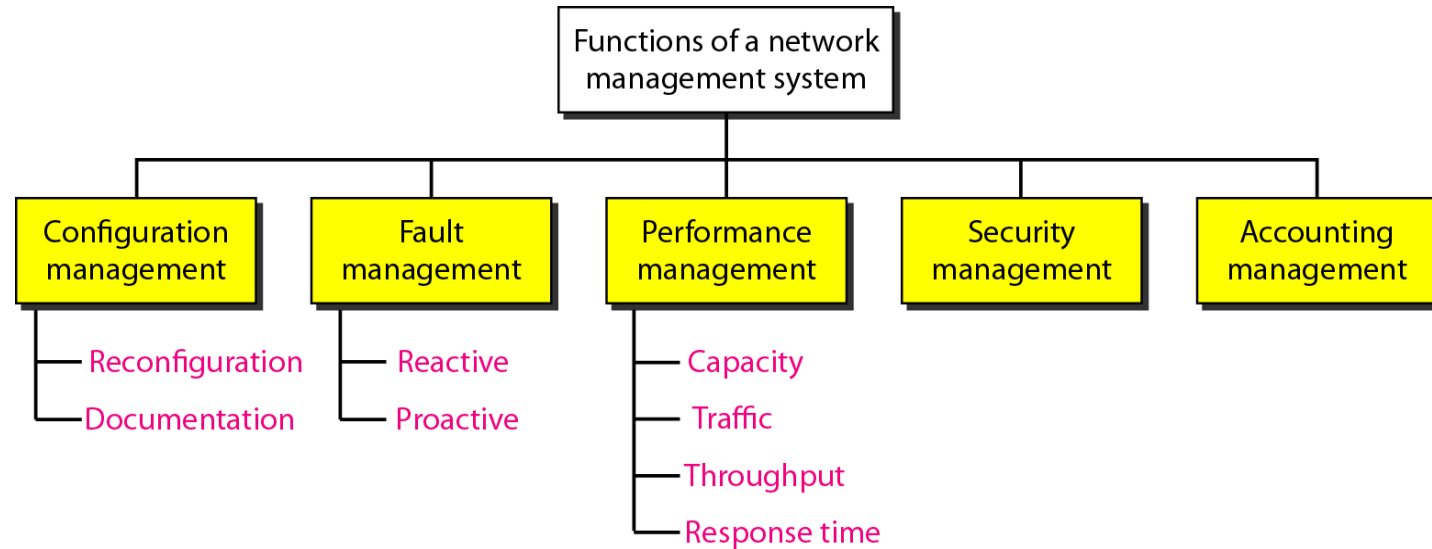 Functions of a network
management system
Configuration
management
Fault
management
Performance
management
Security
management
Accounting
management
Reconfiguration
Documentation
Reactive
Proactive
Capacity
Traffic
Throughput
Response time